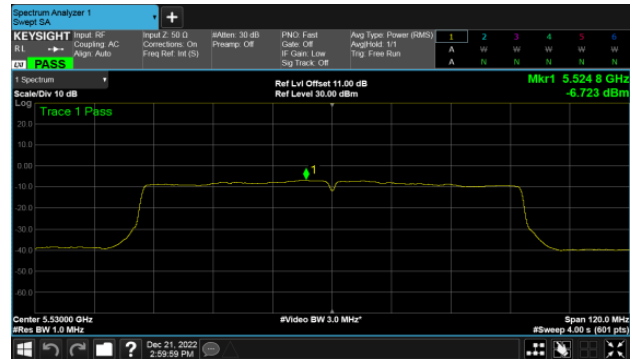 Spectrum Analyzer 1
Swept SA
+
KEYSIGHT Input: RF Input Z: 50 Ω #Atten: 30 dB PNO: Fast Avg Type: Power (RMS) 1 2 3 4 5 6
RL Coupling: AC Corrections: On Preamp: Off Gate: Off Avg|Hold: 1/1 A W W W W W
Align: Auto Freq Ref: Int (S) IF Gain: Low Trig: Free Run
Sig Track: Off A N N N N N
LXI PASS
1 Spectrum Ref Lvl Offset 11.00 dB Mkr1 5.524 8 GHz
Scale/Div 10 dB Ref Level 30.00 dBm -6.723 dBm
Log
Trace 1 Pass
20.0
10.0
0.00
1
-10.0
-20.0
-30.0
-40.0
-50.0
-60.0
Center 5.53000 GHz #Video BW 3.0 MHz* Span 120.0 MHz
#Res BW 1.0 MHz #Sweep 4.00 s (601 pts)
? Dec 21, 2022
2:59:59 PM